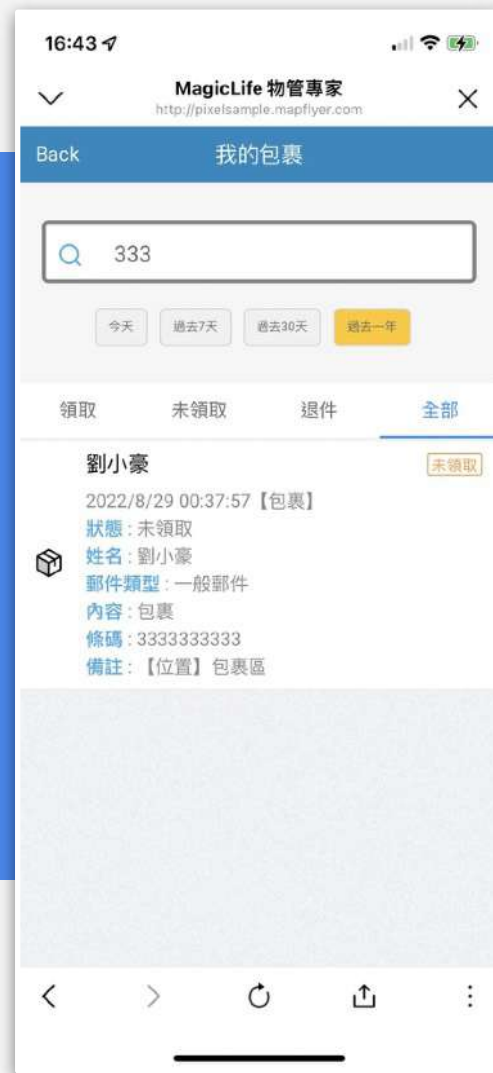 16:43
MagicLife 物管專家
http://pixelsample.mapflyer.com
Back
我的包裹
333
今天
過去7天
過去30天
過去一年
領取
未領取
退件
全部
劉小豪
未領取
2022/8/29 00:37:57【包裹】
狀態 : 未領取
姓名 : 劉小豪
郵件類型 : 一般郵件
內容 : 包裹
條碼 : 3333333333
備註 : 【位置】包裹區